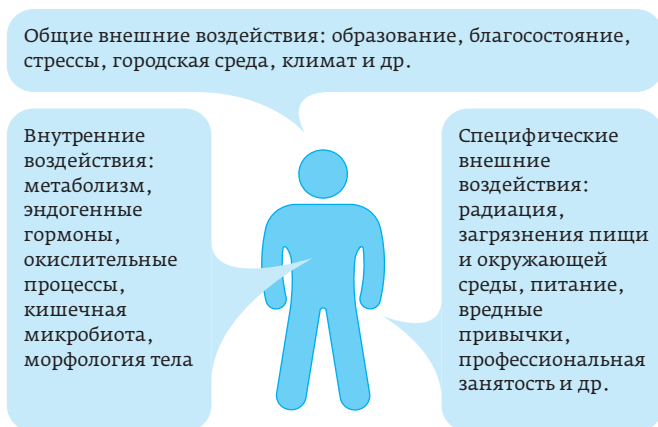 Общие внешние воздействия: образование, благосостояние,
стрессы, городская среда, климат и др.
Внутренние
воздействия:
метаболизм,
эндогенные
гормоны,
окислительные
процессы,
кишечная
микробиота,
морфология тела
Специфические
внешние
воздействия:
радиация,
загрязнения пищи
и окружающей
среды, питание,
вредные
привычки,
профессиональная
занятость и др.